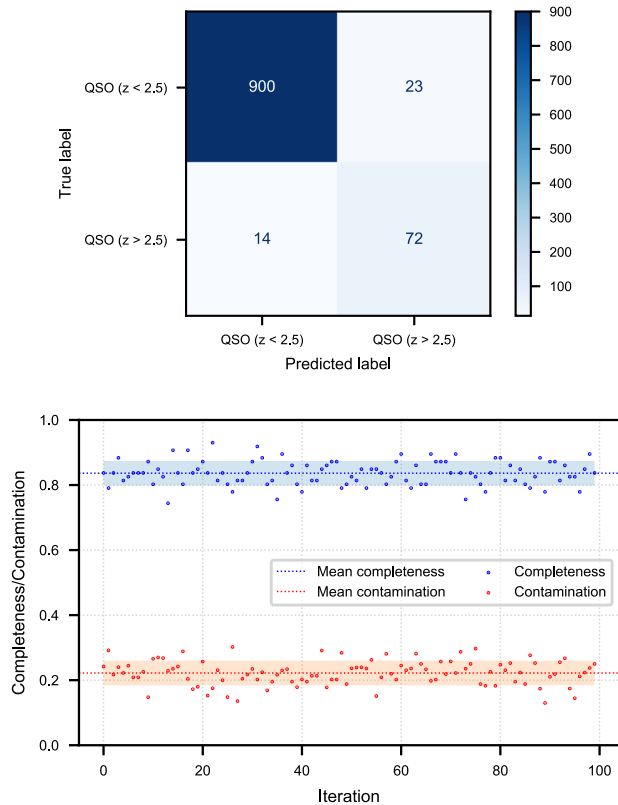 900
800
700
600
500
400
300
200
100
QSO (z < 2.5)
900
23
True label
QSO (z > 2.5)
14
72
QSO (z < 2.5)
QSO (z > 2.5)
Predicted label
1.0
0.8
0.6
0.4
0.2
0.0
Completeness/Contamination
Mean completeness
Completeness
Mean contamination
Contamination
0
20
40
60
80
100
Iteration